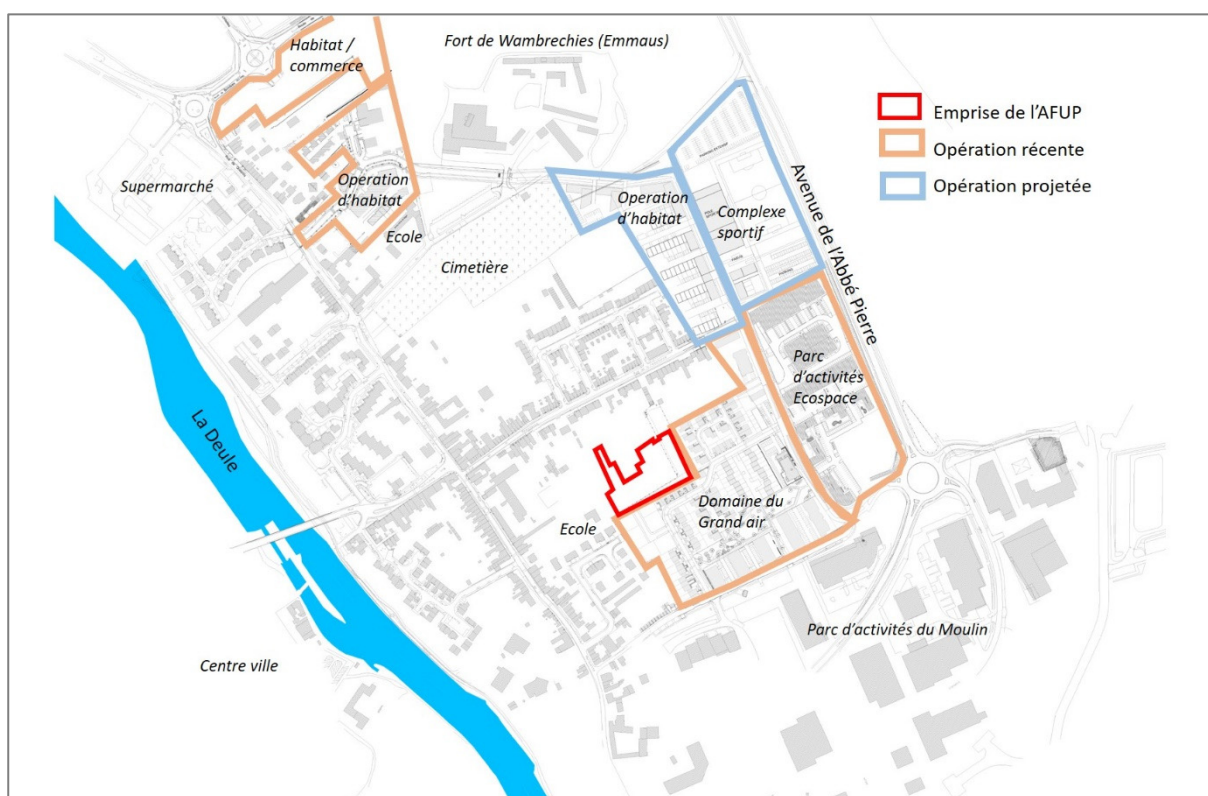 Habitat /
commerce
Fort de Wambrechies (Emmaus)
Emprise de l'AFUP
Opération récente
Opération projetée
Supermarché
Operation
d'habitat
Ecole
Cimetière
Operation
d'habitat
Complexe
sportif
Avenue de l'Abbé Pierre
Parc
d'activités
Ecospace
La Deule
Domaine du
Grand air
Ecole
Parc d'activités du Moulin
Centre ville